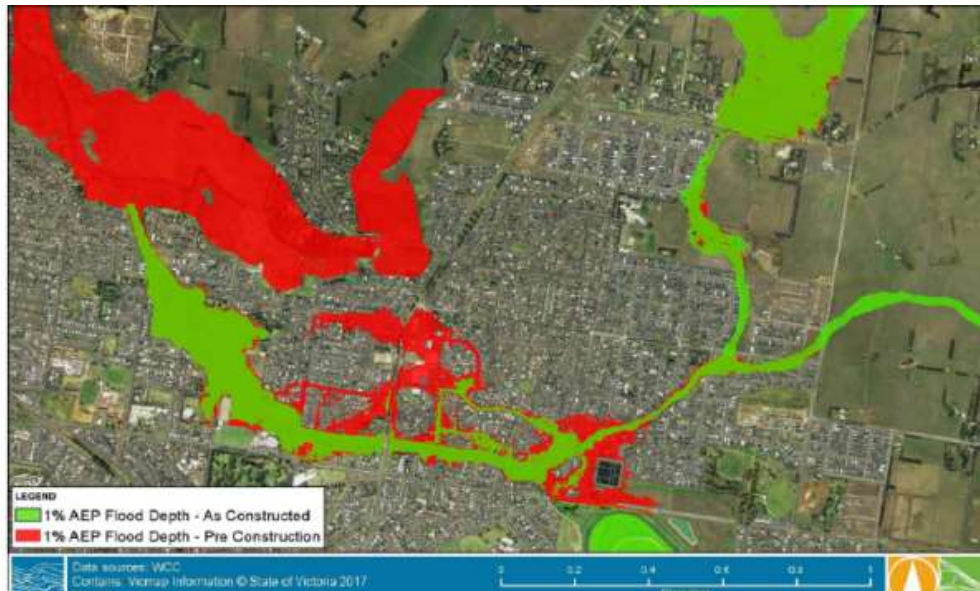 LEGEND
1% AEP Flood Depth - As Constructed
1% AEP Flood Depth - Pre Construction
Data sources: WCC
Contains: Vicmap Information © State of Victoria 2017
0 0.2 0.4 0.6 0.8 1